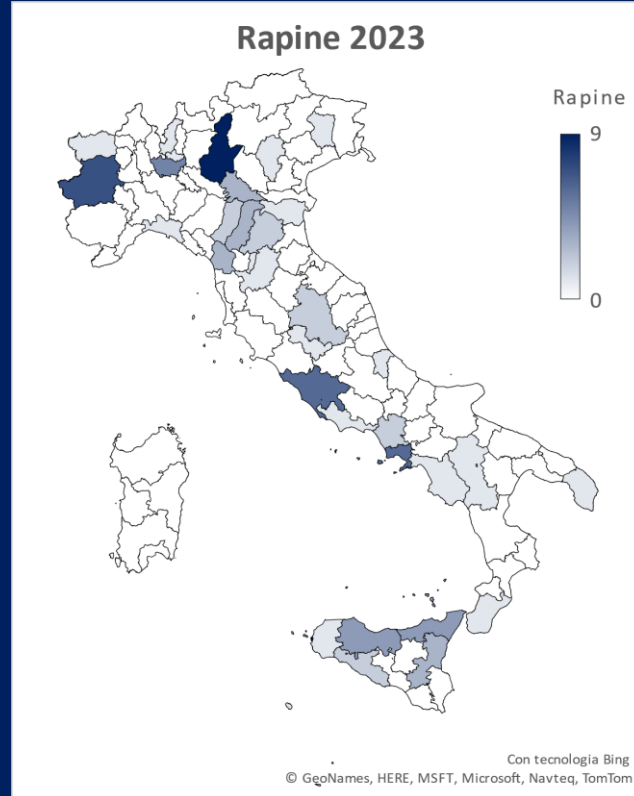 Rapine 2023
Rapine
9
0
Con tecnologia Bing
© GeoNames, HERE, MSFT, Microsoft, Navteq, TomTom